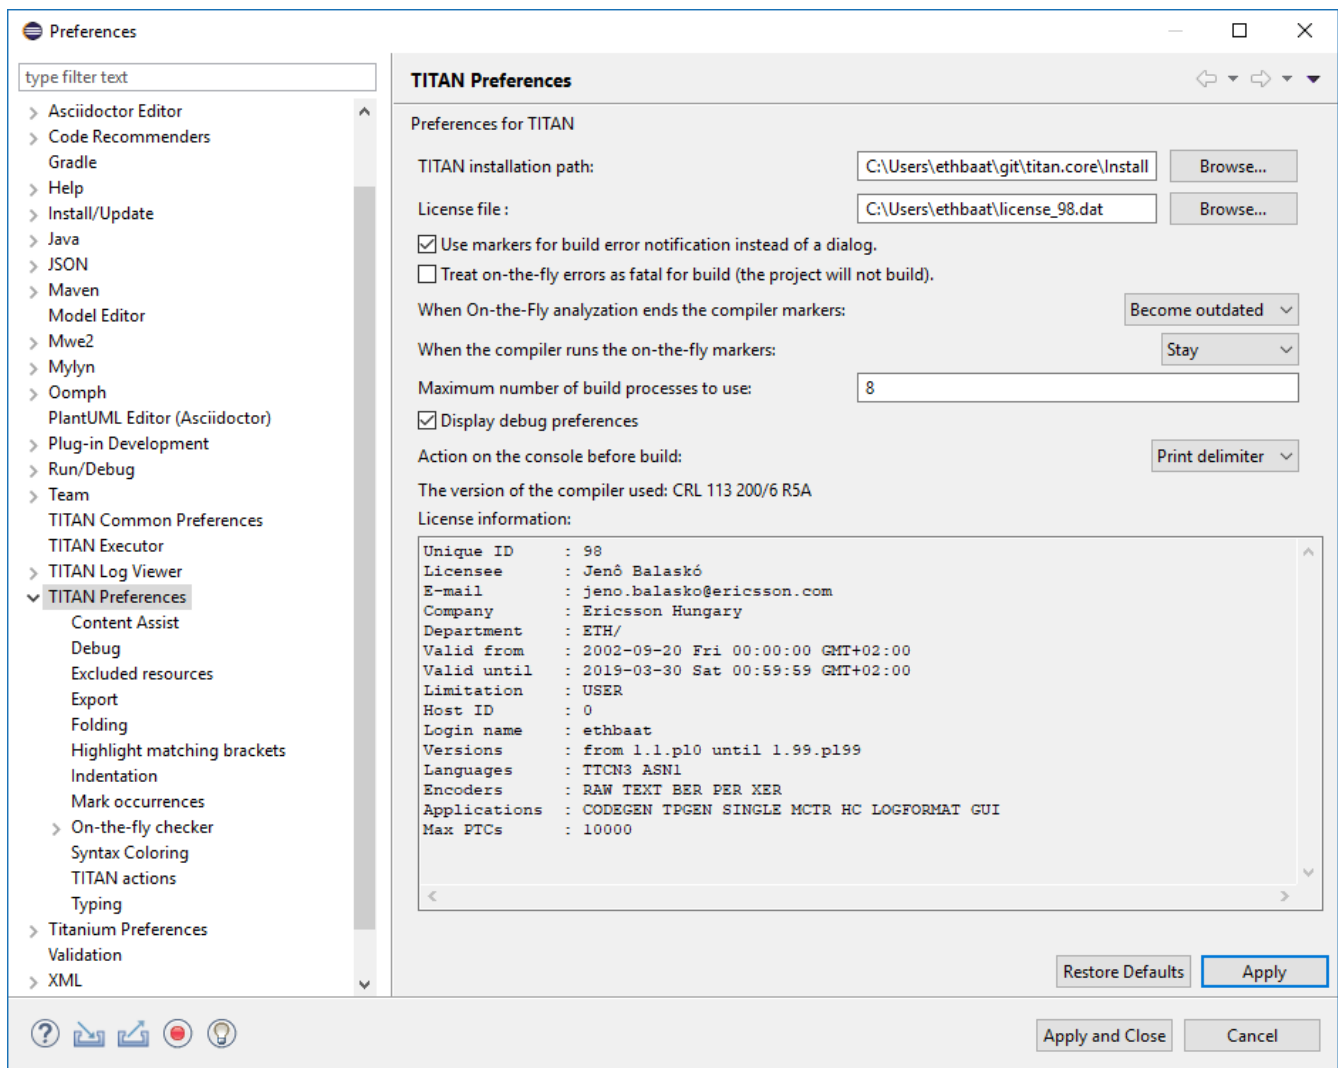 Preferences
type filter text
Asciidoctor Editor
Code Recommenders
Gradle
Help
Install/Update
Java
JSON
Maven
Model Editor
Mwe2
Mylyn
Oomph
PlantUML Editor (Asciidoctor)
Plug-in Development
Run/Debug
Team
TITAN Common Preferences
TITAN Executor
TITAN Log Viewer
TITAN Preferences
Content Assist
Debug
Excluded resources
Export
Folding
Highlight matching brackets
Indentation
Mark occurrences
On-the-fly checker
Syntax Coloring
TITAN actions
Typing
Titanium Preferences
Validation
XML
TITAN Preferences
Preferences for TITAN
TITAN installation path: C:\Users\ethbaat\git\titan.core\Install Browse...
License file : C:\Users\ethbaat\license_98.dat Browse...
Use markers for build error notification instead of a dialog.
Treat on-the-fly errors as fatal for build (the project will not build).
When On-the-Fly analyzation ends the compiler markers: Become outdated
When the compiler runs the on-the-fly markers: Stay
Maximum number of build processes to use: 8
Display debug preferences
Action on the console before build: Print delimiter
The version of the compiler used: CRL 113 200/6 R5A
License information:
Unique ID : 98
Licensee : Jenô Balaskó
E-mail : jeno.balasko@ericsson.com
Company : Ericsson Hungary
Department : ETH/
Valid from : 2002-09-20 Fri 00:00:00 GMT+02:00
Valid until : 2019-03-30 Sat 00:59:59 GMT+02:00
Limitation : USER
Host ID : 0
Login name : ethbaat
Versions : from 1.1.pl0 until 1.99.pl99
Languages : TTCN3 ASN1
Encoders : RAW TEXT BER PER XER
Applications : CODEGEN TPGEN SINGLE MCTR HC LOGFORMAT GUI
Max PTCs : 10000
Restore Defaults Apply
Apply and Close Cancel